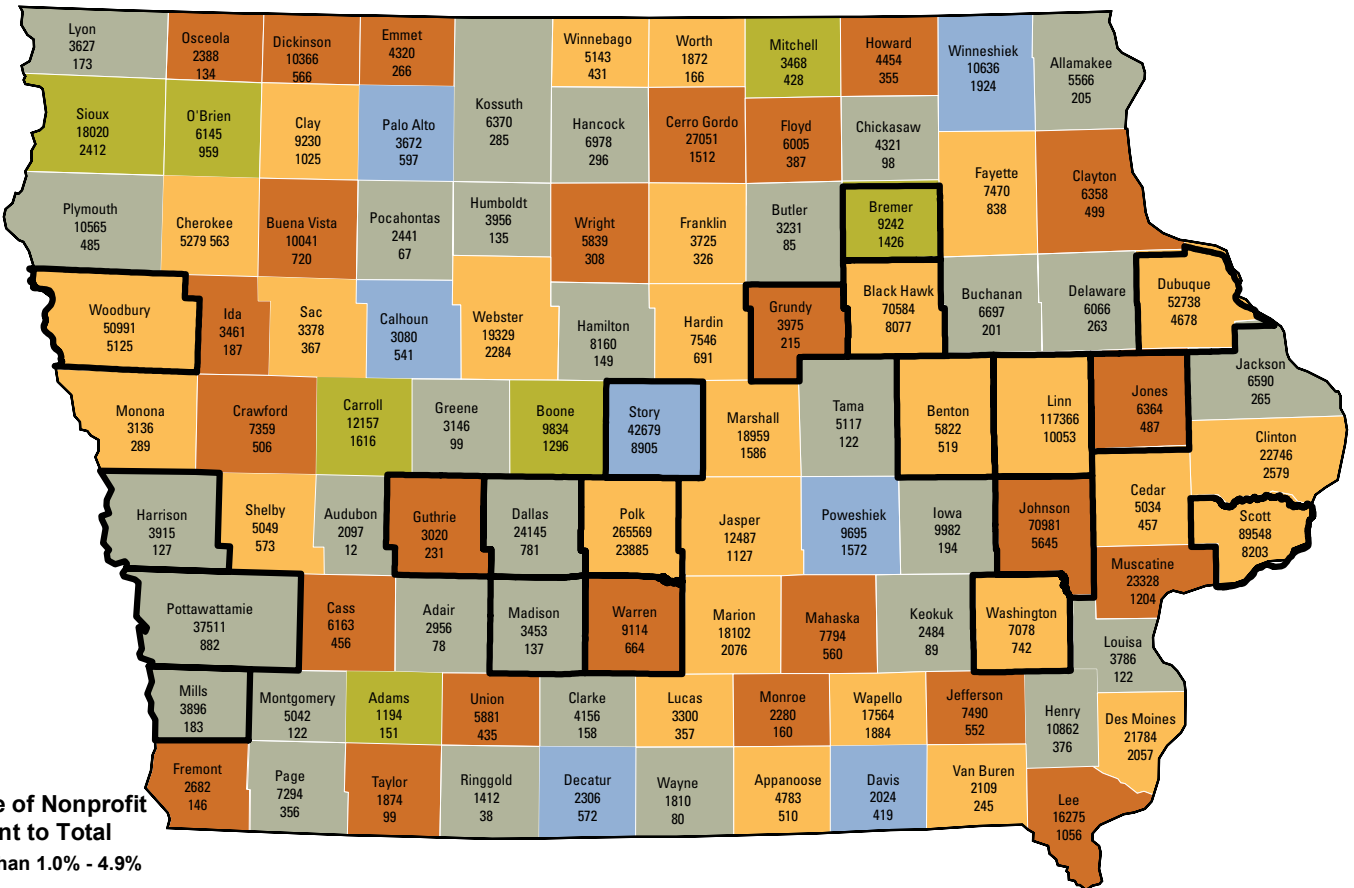 Lyon
3627
173
Osceola
2388
134
Dickinson
10366
566
Emmet
4320
266
Kossuth
6370
285
Winnebago
5143
431
Worth
1872
166
Mitchell
3468
428
Howard
4454
355
Winneshiek
10636
1924
Allamakee
5566
205
Sioux
18020
2412
O'Brien
6145
959
Clay
9230
1025
Palo Alto
3672
597
Hancock
6978
296
Cerro Gordo
27051
1512
Floyd
6005
387
Chickasaw
4321
98
Fayette
7470
838
Clayton
6358
499
Plymouth
10565
485
Cherokee
5279 563
Buena Vista
10041
720
Pocahontas
2441
67
Humboldt
3956
135
Wright
5839
308
Franklin
3725
326
Butler
3231
85
Bremer
9242
1426
Woodbury
50991
5125
Ida
3461
187
Sac
3378
367
Calhoun
3080
541
Webster
19329
2284
Hamilton
8160
149
Hardin
7546
691
Grundy
3975
215
Black Hawk
70584
8077
Buchanan
6697
201
Delaware
6066
263
Dubuque
52738
4678
Monona
3136
289
Crawford
7359
506
Carroll
12157
1616
Greene
3146
99
Boone
9834
1296
Story
42679
8905
Marshall
18959
1586
Tama
5117
122
Benton
5822
519
Linn
117366
10053
Jones
6364
487
Jackson
6590
265
Clinton
22746
2579
Harrison
3915
127
Shelby
5049
573
Audubon
2097
12
Guthrie
3020
231
Dallas
24145
781
Polk
265569
23885
Jasper
12487
1127
Poweshiek
9695
1572
Iowa
9982
194
Johnson
70981
5645
Cedar
5034
457
Scott
89548
8203
Muscatine
23328
1204
Pottawattamie
37511
882
Cass
6163
456
Adair
2956
78
Madison
3453
137
Warren
9114
664
Marion
18102
2076
Mahaska
7794
560
Keokuk
2484
89
Washington
7078
742
Louisa
3786
122
Mills
3896
183
Montgomery
5042
122
Adams
1194
151
Union
5881
435
Clarke
4156
158
Lucas
3300
357
Monroe
2280
160
Wapello
17564
1884
Jefferson
7490
552
Henry
10862
376
Des Moines
21784
2057
Fremont
2682
146
Page
7294
356
Taylor
1874
99
Ringgold
1412
38
Decatur
2306
572
Wayne
1810
80
Appanoose
4783
510
Davis
2024
419
Van Buren
2109
245
Lee
16275
1056
e of Nonprofit
nt to Total
han 1.0% - 4.9%